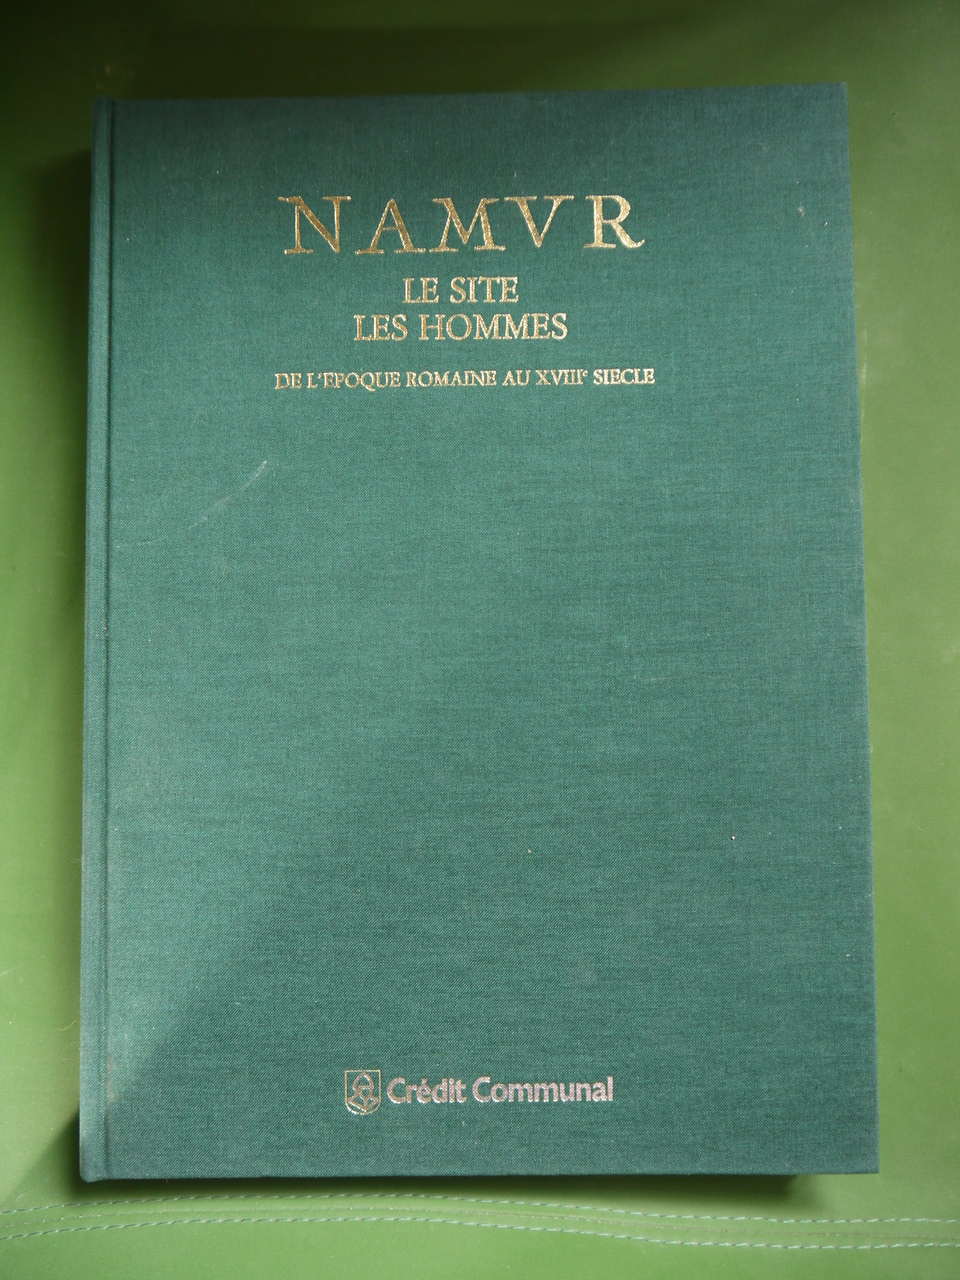 NAMVR
LE SITE
LES HOMMES
DE L'EPOQUE ROMAINE AU XVIIIe SIECLE
Crédit Communal